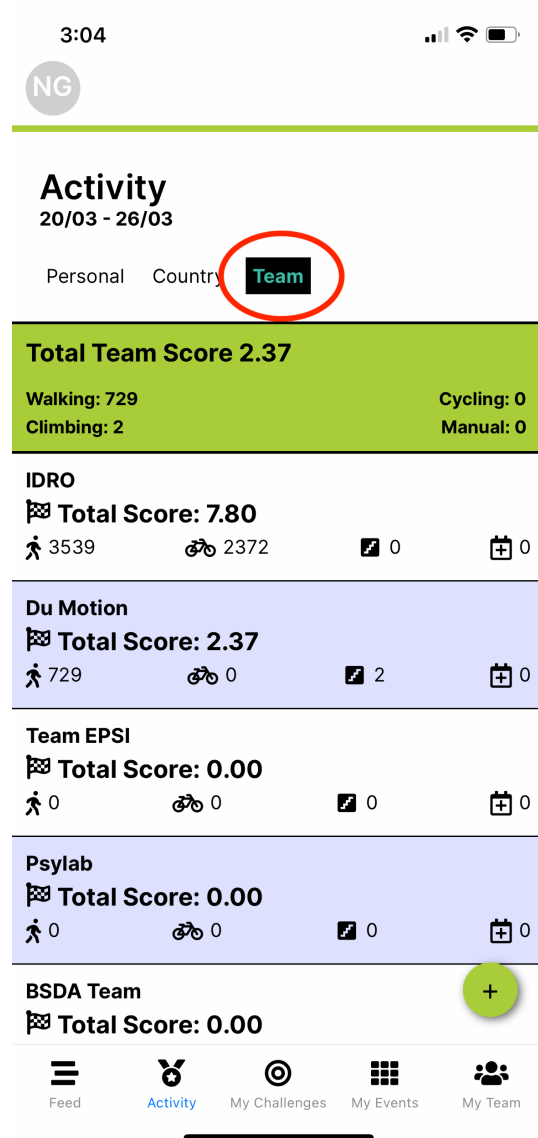 3:04
NG
Activity
20/03 - 26/03
Personal Country Team
Total Team Score 2.37
Walking: 729 Cycling: 0
Climbing: 2 Manual: 0
IDRO
Total Score: 7.80
3539 2372 0 0
Du Motion
Total Score: 2.37
729 0 2 0
Team EPSI
Total Score: 0.00
0 0 0 0
Psylab
Total Score: 0.00
0 0 0 0
BSDA Team
+
Total Score: 0.00
Feed Activity My Challenges My Events My Team